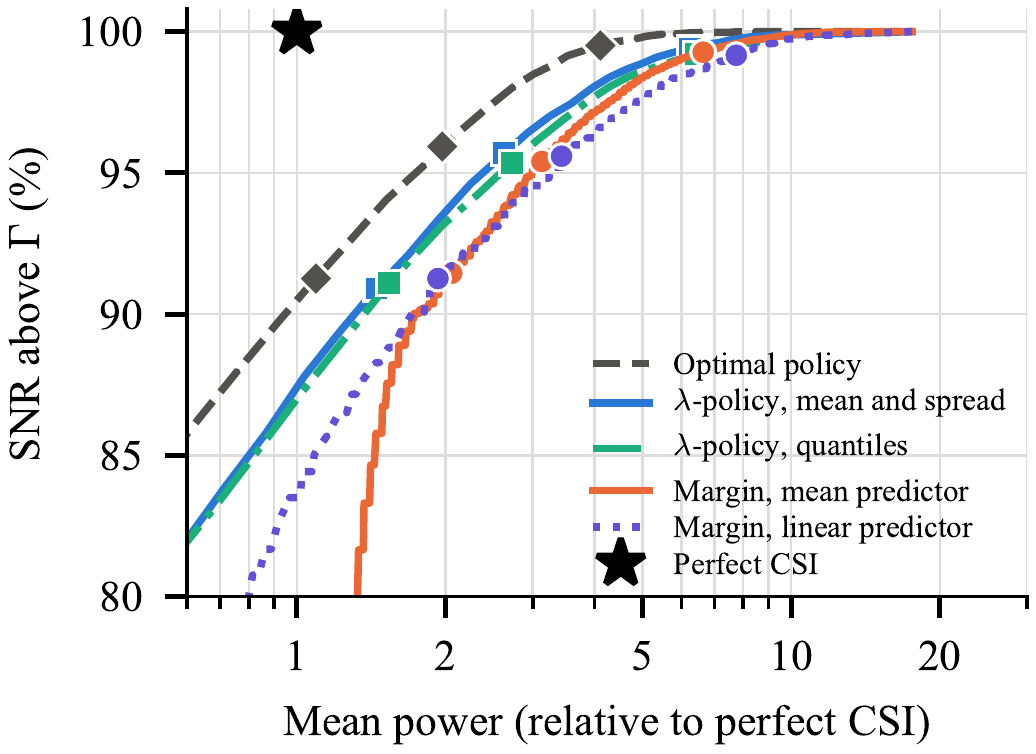 SNR above Γ (%)
100
95
90
85
80
Optimal policy
λ-policy, mean and spread
λ-policy, quantiles
Margin, mean predictor
Margin, linear predictor
Perfect CSI
1 2 5 10 20
Mean power (relative to perfect CSI)